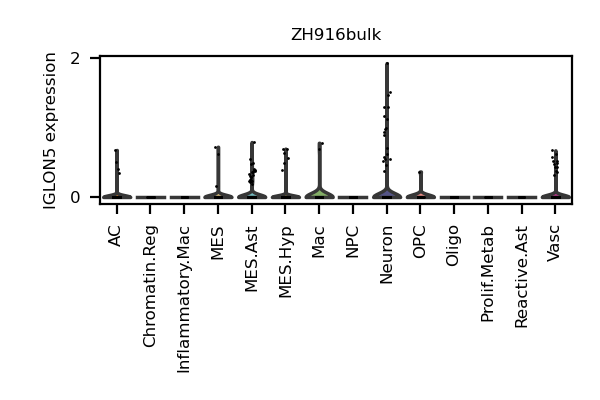 ZH916bulk
IGLON5 expression
2
0
AC
Chromatin.Reg
Inflammatory.Mac
MES
MES.Ast
MES.Hyp
Mac
NPC
Neuron
OPC
Oligo
Prolif.Metab
Reactive.Ast
Vasc